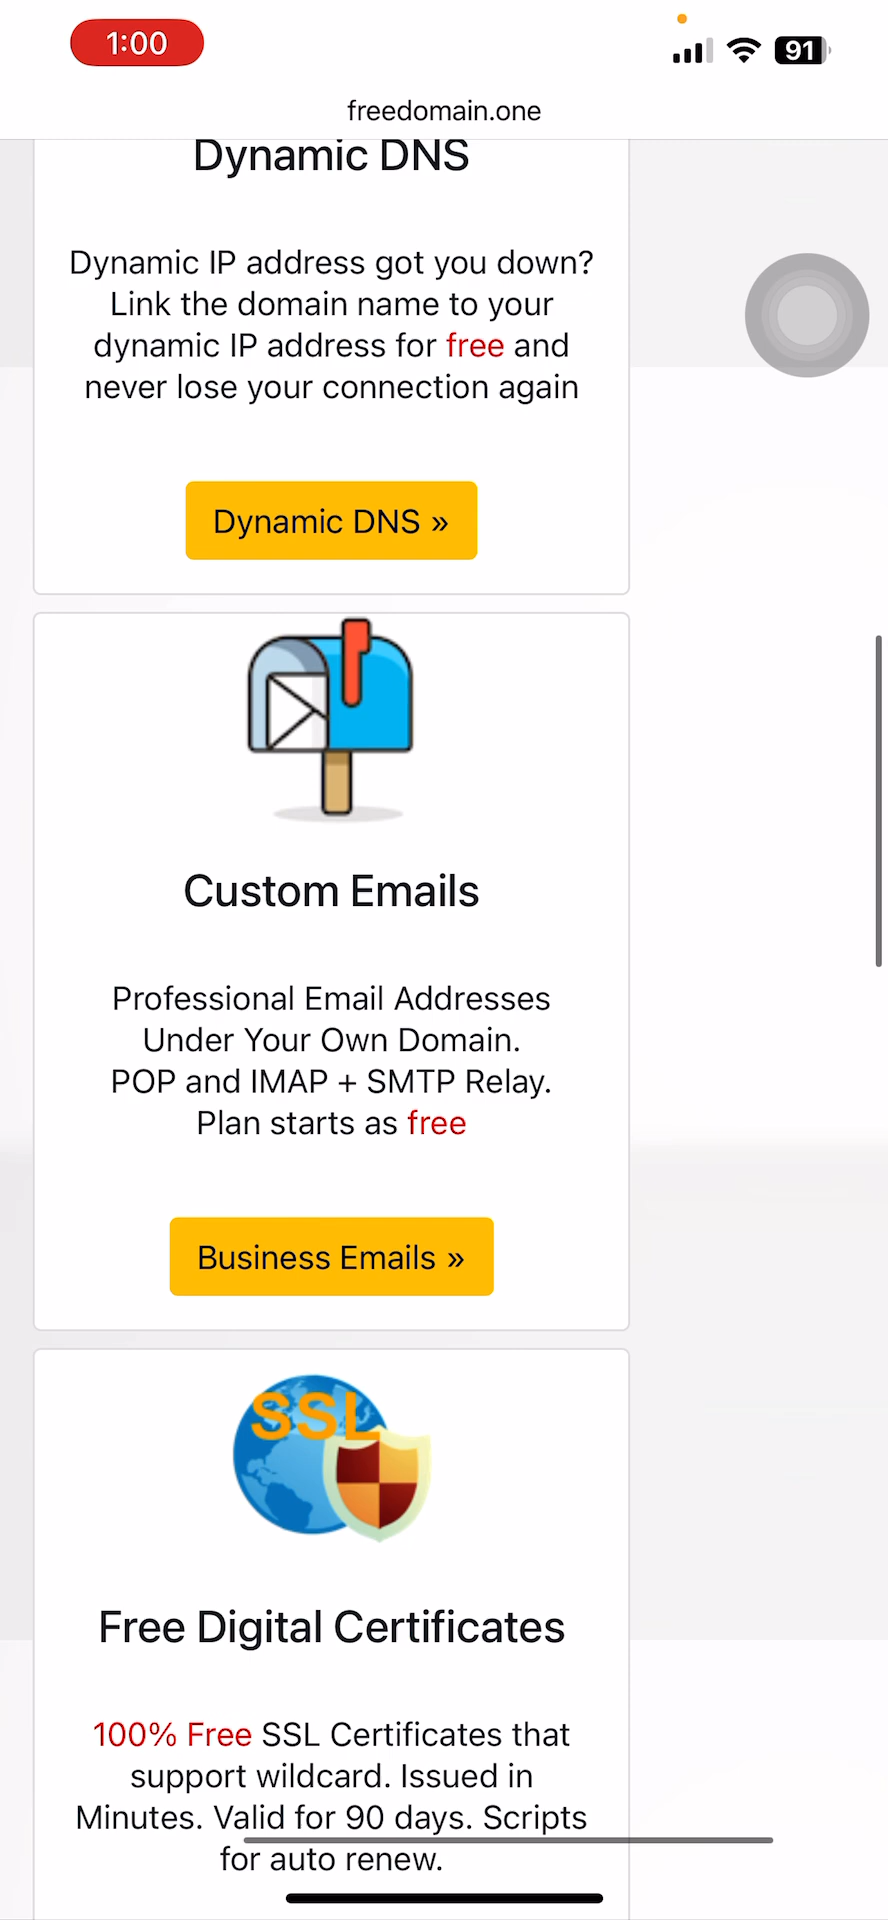 1:00
91
freedomain.one
Dynamic DNS
Dynamic IP address got you down?
Link the domain name to your
dynamic IP address for free and
never lose your connection again
Dynamic DNS »
Custom Emails
Professional Email Addresses
Under Your Own Domain.
POP and IMAP + SMTP Relay.
Plan starts as free
Business Emails »
SSL
Free Digital Certificates
100% Free SSL Certificates that
support wildcard. Issued in
Minutes. Valid for 90 days. Scripts
for auto renew.